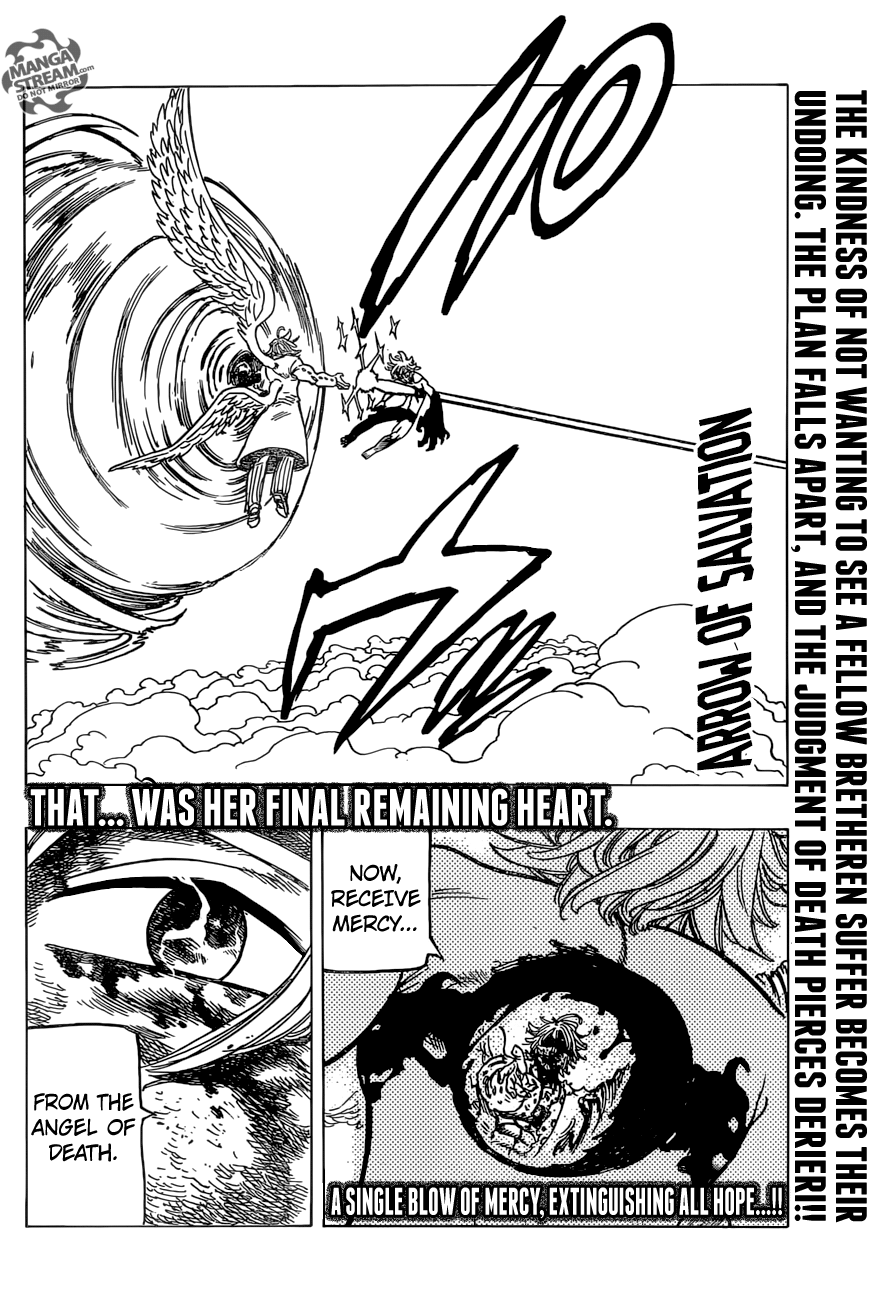 MANGA
STREAM.com
DO NOT MIRROR
THE KINDNESS OF NOT WANTING TO SEE A FELLOW BRETHEREN SUFFER BECOMES THEIR
UNDOING. THE PLAN FALLS APART, AND THE JUDGMENT OF DEATH PIERCES DERIER!!!
ARROW OF SALVATION
THAT... WAS HER FINAL REMAINING HEART.
NOW,
RECEIVE
MERCY...
A SINGLE BLOW OF MERCY, EXTINGUISHING ALL HOPE...!!
FROM THE
ANGEL OF
DEATH.